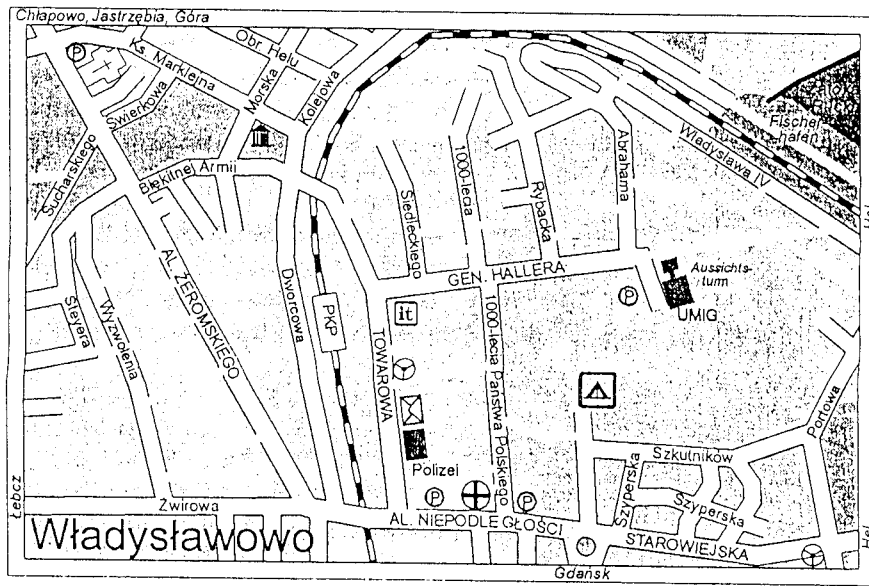 Chłapowo, Jastrzębia, Góra
P
Ks. Markleina
Obr. Helu
Morska
Kolejowa
Świerkowa
Sucharskiego
Błękitnej Armii
Siedleckiego
1000-lecia
Rybacka
Abrahama
Władysława IV
Fischer-
hafen
Hel
GEN. HALLERA
Aussichts-
turm
P
UMIG
it
AL. ŻEROMSKIEGO
Dworcowa
PKP
TOWAROWA
1000-lecia Państwa Polskiego
Steyera
Wyzwolenia
Polizei
P
P
Szkutników
Portowa
Szyperska
Szyperska
Łebcz
Żwirowa
AL. NIEPODLEGŁOŚCI
STAROWIEJSKA
Hel
Władysławowo
Gdańsk